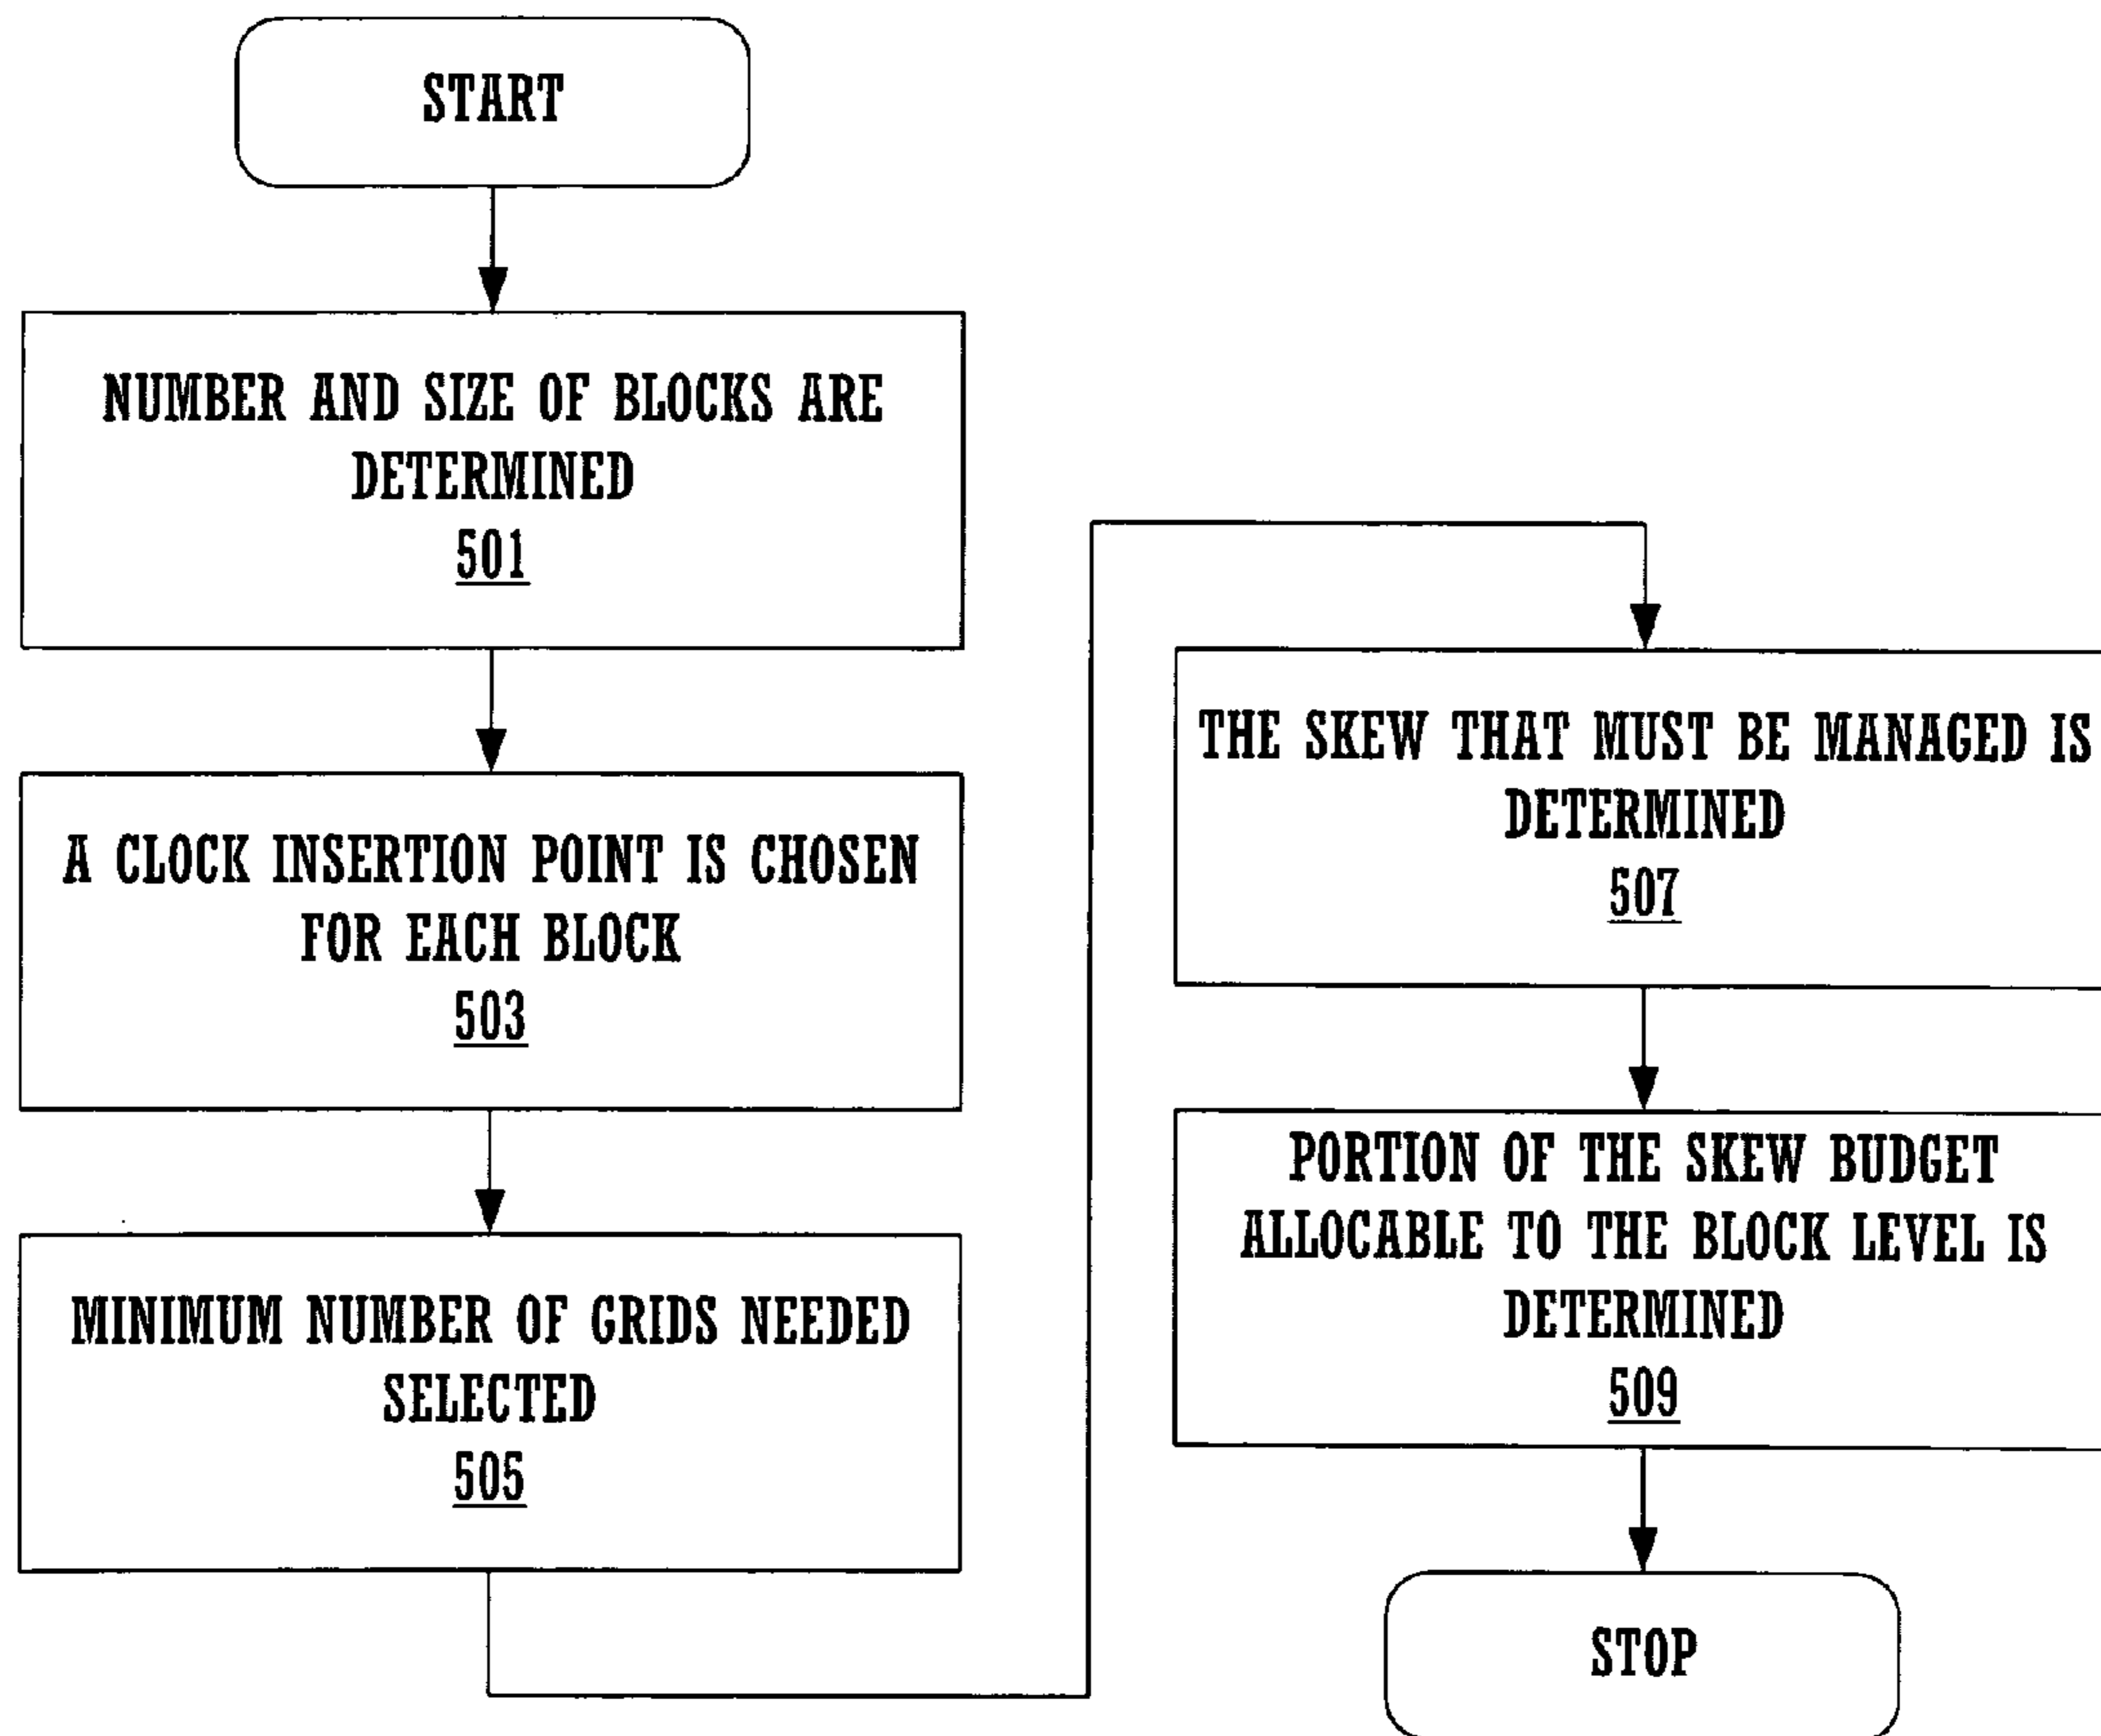 START
NUMBER AND SIZE OF BLOCKS ARE
DETERMINED
501
A CLOCK INSERTION POINT IS CHOSEN
FOR EACH BLOCK
503
MINIMUM NUMBER OF GRIDS NEEDED
SELECTED
505
THE SKEW THAT MUST BE MANAGED IS
DETERMINED
507
PORTION OF THE SKEW BUDGET
ALLOCABLE TO THE BLOCK LEVEL IS
DETERMINED
509
STOP